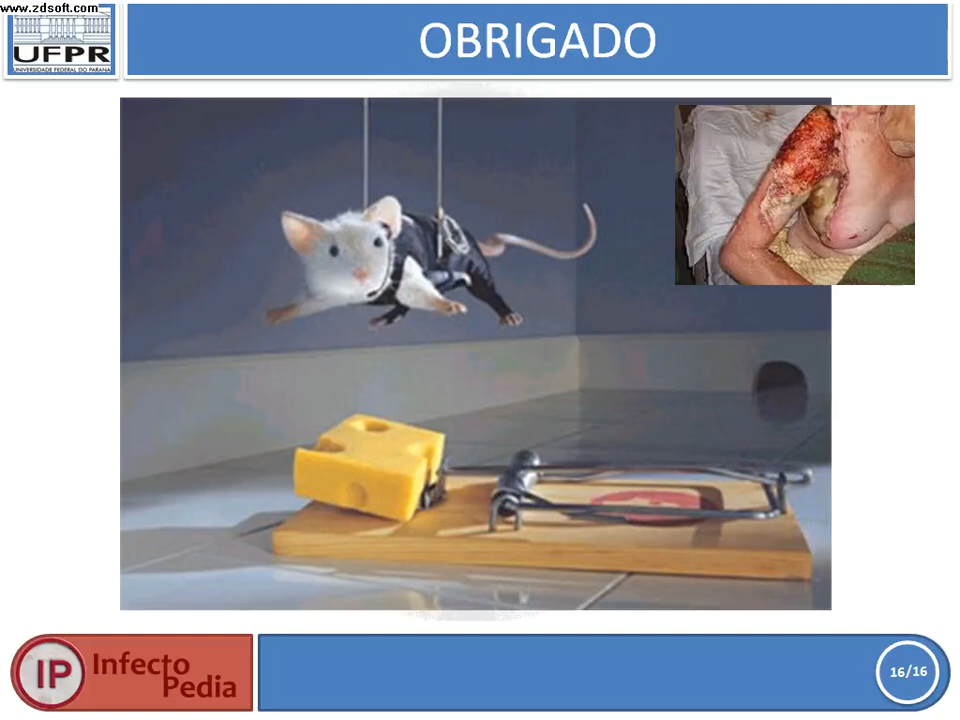 www.zdsoft.com
OBRIGADO
UFPR
UNIVERSIDADE FEDERAL DO PARANÁ
IP
Infecto
Pedia
16/16